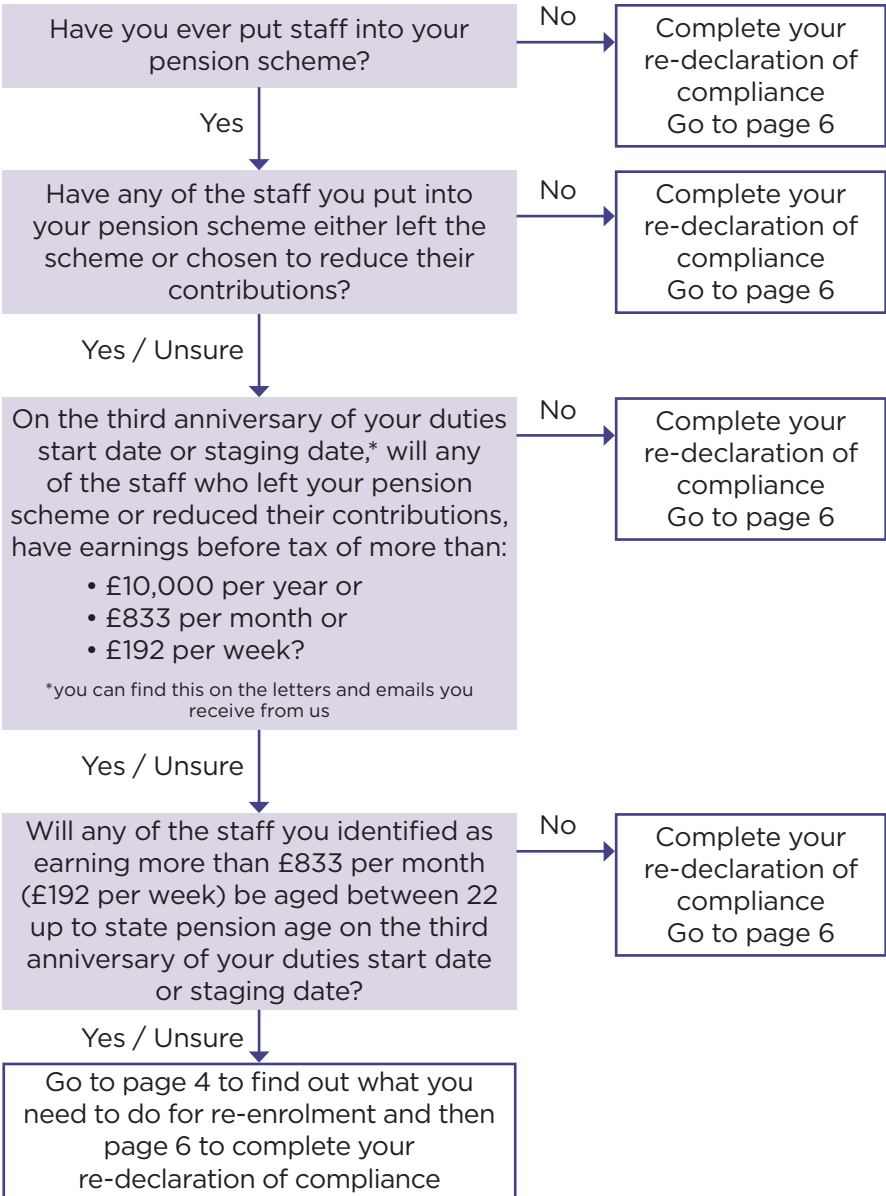 Have you ever put staff into your
pension scheme?
No
Complete your
re-declaration of
compliance
Go to page 6
Yes
Have any of the staff you put into
your pension scheme either left the
scheme or chosen to reduce their
contributions?
No
Complete your
re-declaration of
compliance
Go to page 6
Yes / Unsure
On the third anniversary of your duties
start date or staging date,* will any
of the staff who left your pension
scheme or reduced their contributions,
have earnings before tax of more than:
• £10,000 per year or
• £833 per month or
• £192 per week?
*you can find this on the letters and emails you
receive from us
No
Complete your
re-declaration of
compliance
Go to page 6
Yes / Unsure
Will any of the staff you identified as
earning more than £833 per month
(£192 per week) be aged between 22
up to state pension age on the third
anniversary of your duties start date
or staging date?
No
Complete your
re-declaration of
compliance
Go to page 6
Yes / Unsure
Go to page 4 to find out what you
need to do for re-enrolment and then
page 6 to complete your
re-declaration of compliance